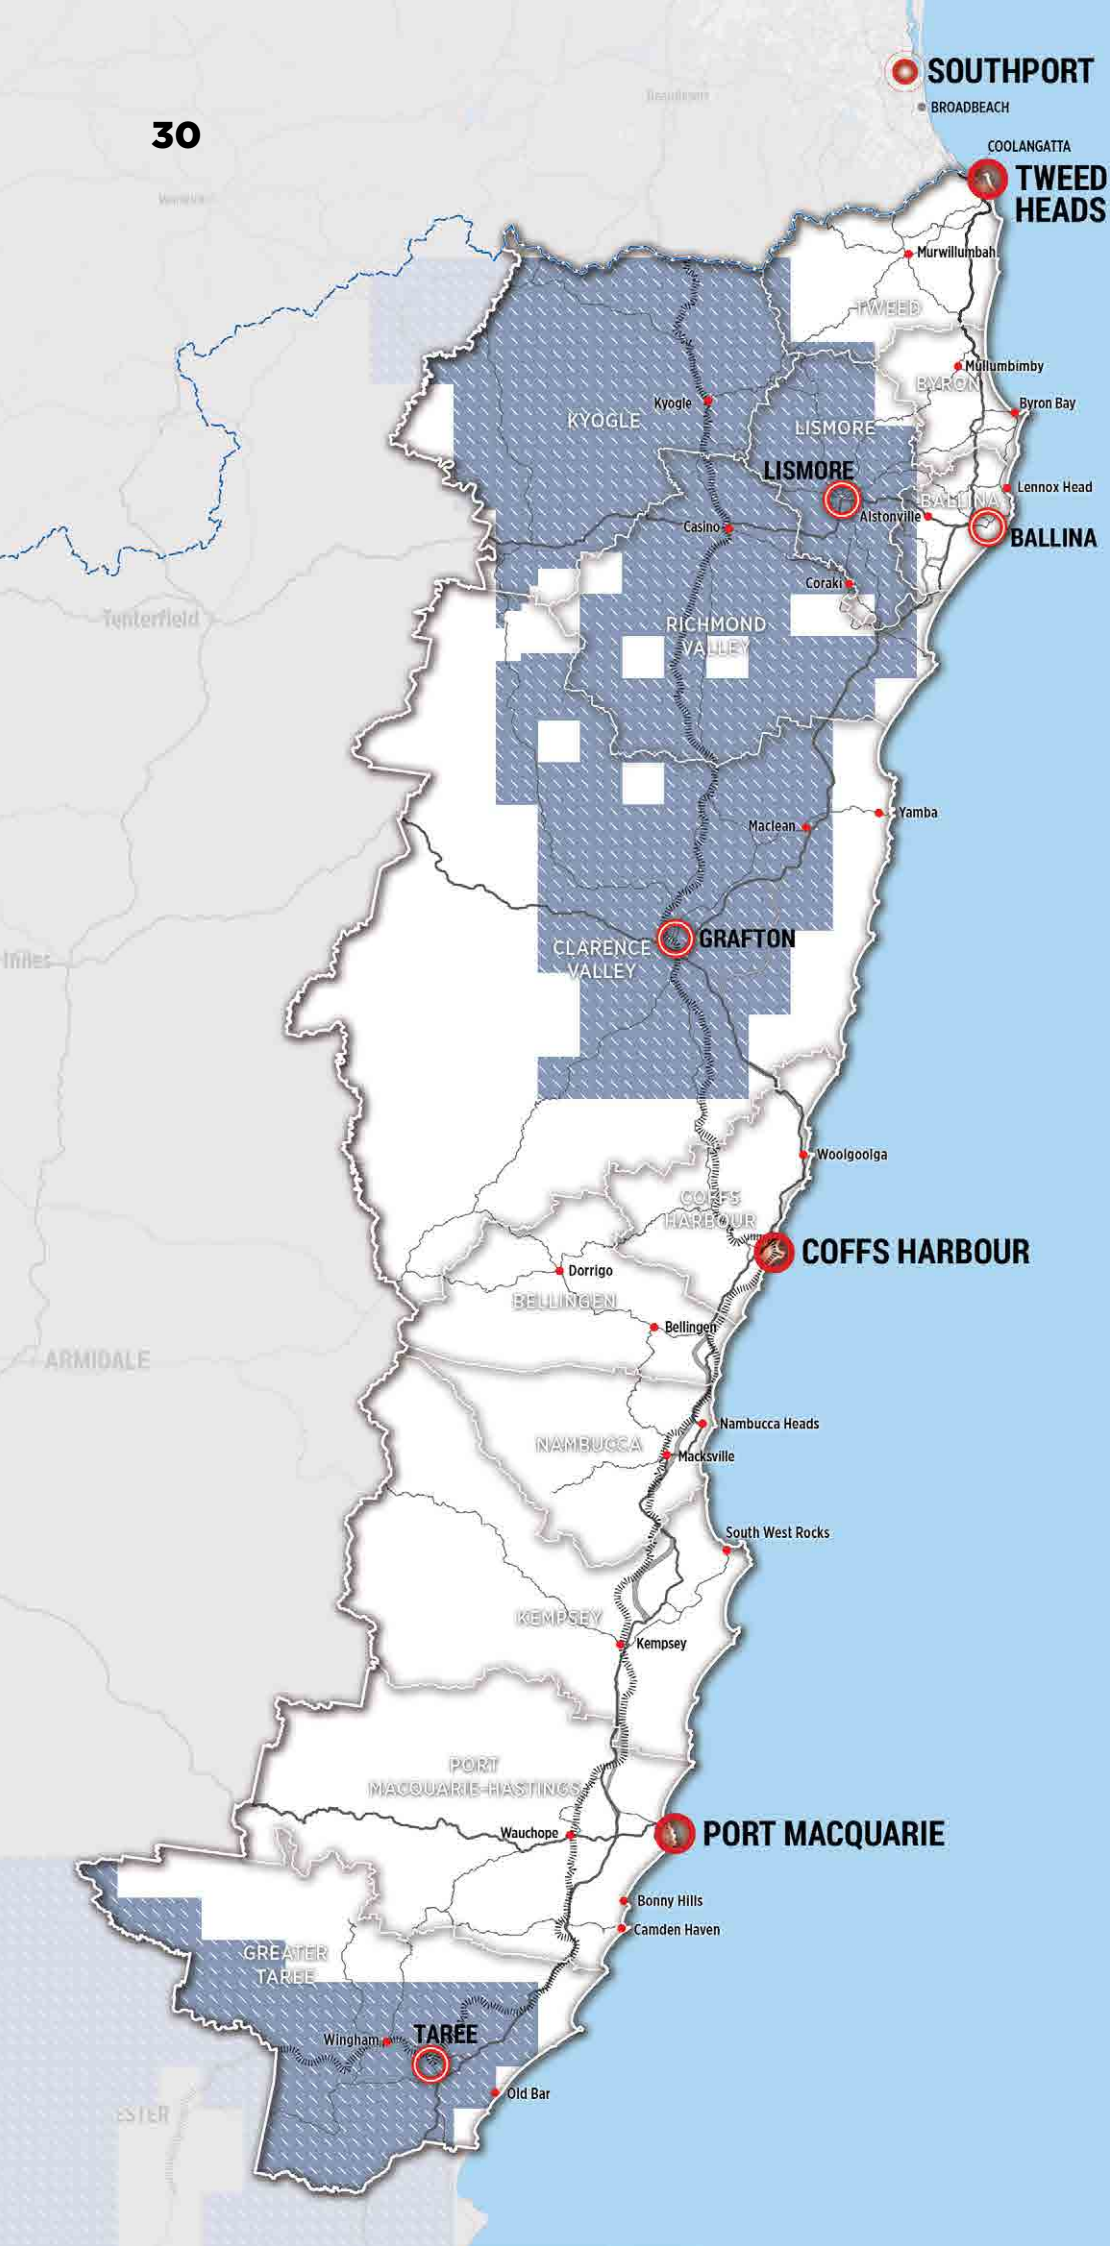 SOUTHPORT
Beaudesert
BROADBEACH
30
COOLANGATTA
TWEED
HEADS
Murwillumbah
TWEED
Mullumbimby
BYRON
Byron Bay
Kyogle
KYOGLE
LISMORE
LISMORE
Lennox Head
BALLINA
Alstonville
Casino
BALLINA
Coraki
Tenterfield
RICHMOND
VALLEY
Yamba
Maclean
GRAFTON
CLARENCE
VALLEY
Innes
Woolgoolga
COFFS
HARBOUR
COFFS HARBOUR
Dorrigo
BELLINGEN
Bellingen
ARMIDALE
Nambucca Heads
NAMBUCCA
Macksville
South West Rocks
KEMPSEY
Kempsey
PORT
MACQUARIE-HASTINGS
Wauchope
PORT MACQUARIE
Bonny Hills
Camden Haven
GREATER
TAREE
TAREE
Wingham
Old Bar
ESTER